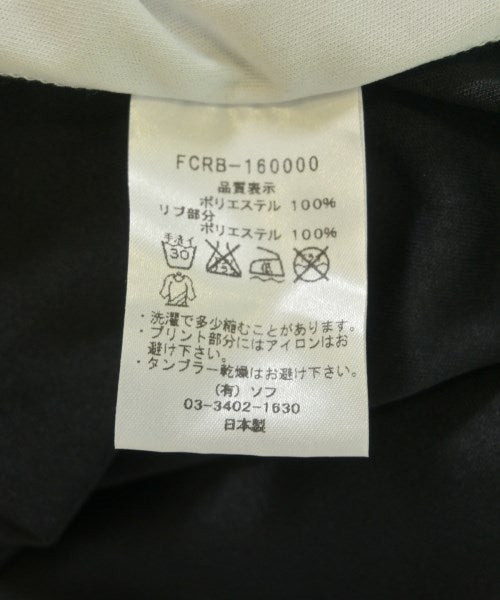 FCRB-160000
品質表示
ポリエステル 100%
リブ部分
ポリエステル 100%
手洗イ
30
・洗濯で多少縮むことがあります。
・プリント部分にはアイロンはお
避け下さい。
・タンブラー乾燥はお避け下さい。
(有) ソフ
03-3402-1630
日本製